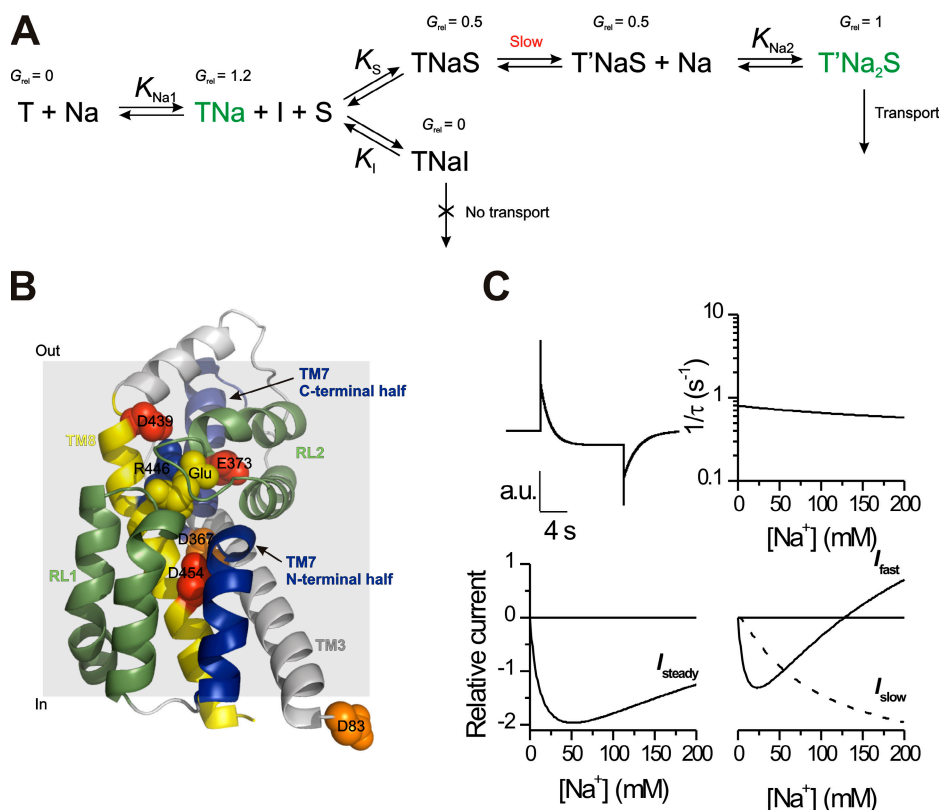 A
G_rel = 0
T + Na
K_Na1
G_rel = 1.2
TNa + I + S
K_S
K_I
G_rel = 0.5
TNaS
Slow
G_rel = 0.5
T'NaS + Na
K_Na2
G_rel = 1
T'Na₂S
Transport
G_rel = 0
TNaI
No transport
B
Out
TM7
C-terminal half
D439
TM8
RL2
R446
Glu
E373
D367
TM7
N-terminal half
D454
RL1
TM3
In
D83
C
a.u.
4 s
1/τ (s⁻¹)
10
1
0.1
0 50 100 150 200
[Na⁺] (mM)
Relative current
0
-1
-2
I_steady
0 50 100 150 200
[Na⁺] (mM)
I_fast
I_slow
0 50 100 150 200
[Na⁺] (mM)